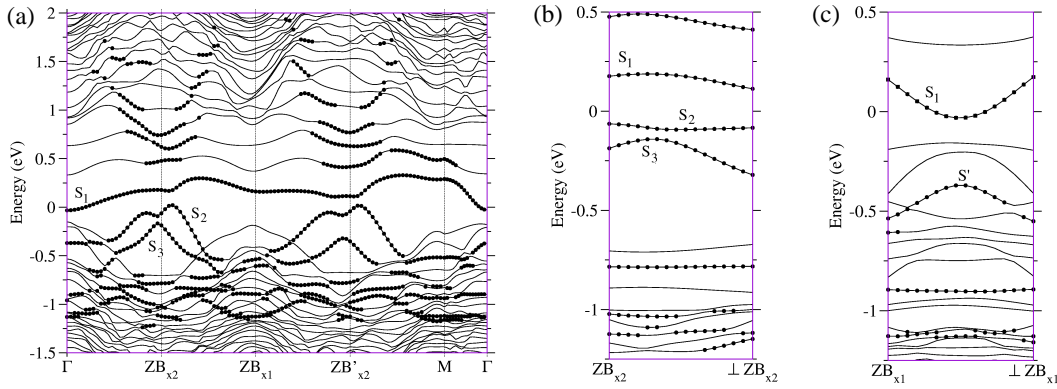 (a)
2
1.5
1
0.5
0
-0.5
-1
-1.5
Energy (eV)
S1
S2
S3
Γ
ZBx2
ZBx1
ZB'x2
M
Γ
(b)
0.5
0
-0.5
-1
Energy (eV)
S1
S2
S3
ZBx2
⊥ ZBx2
(c)
0.5
0
-0.5
-1
Energy (eV)
S1
S'
ZBx1
⊥ ZBx1